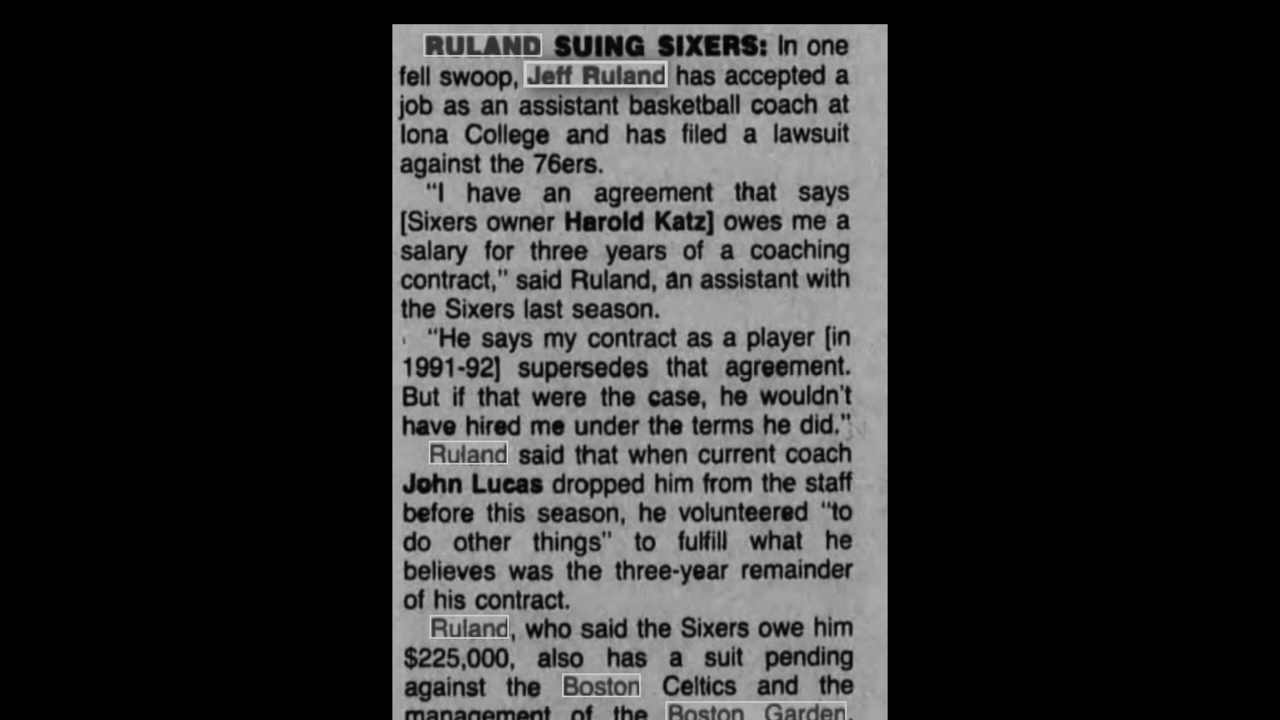 RULAND SUING SIXERS: In one
fell swoop, Jeff Ruland has accepted a
job as an assistant basketball coach at
Iona College and has filed a lawsuit
against the 76ers.
"I have an agreement that says
[Sixers owner Harold Katz] owes me a
salary for three years of a coaching
contract," said Ruland, an assistant with
the Sixers last season.
"He says my contract as a player [in
1991-92] supersedes that agreement.
But if that were the case, he wouldn't
have hired me under the terms he did."
Ruland said that when current coach
John Lucas dropped him from the staff
before this season, he volunteered "to
do other things" to fulfill what he
believes was the three-year remainder
of his contract.
Ruland, who said the Sixers owe him
$225,000, also has a suit pending
against the Boston Celtics and the
management of the Boston Garden,